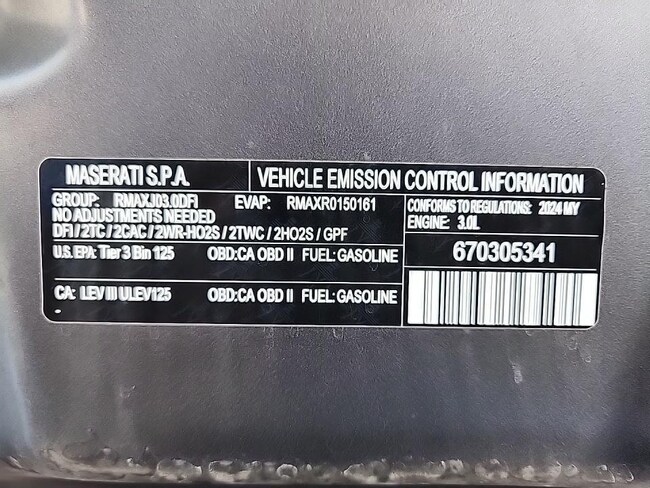 MASERATI S.P.A.
VEHICLE EMISSION CONTROL INFORMATION
GROUP: RMAXJ03.0DFI EVAP: RMAXR0150161
NO ADJUSTMENTS NEEDED
DFI / 2TC / 2CAC / 2WR-HO2S / 2TWC / 2HO2S / GPF
CONFORMS TO REGULATIONS: 2024 MY
ENGINE: 3.0L
U.S. EPA: Tier 3 Bin 125 OBD:CA OBD II FUEL:GASOLINE
CA: LEV III ULEV125 OBD:CA OBD II FUEL:GASOLINE
670305341